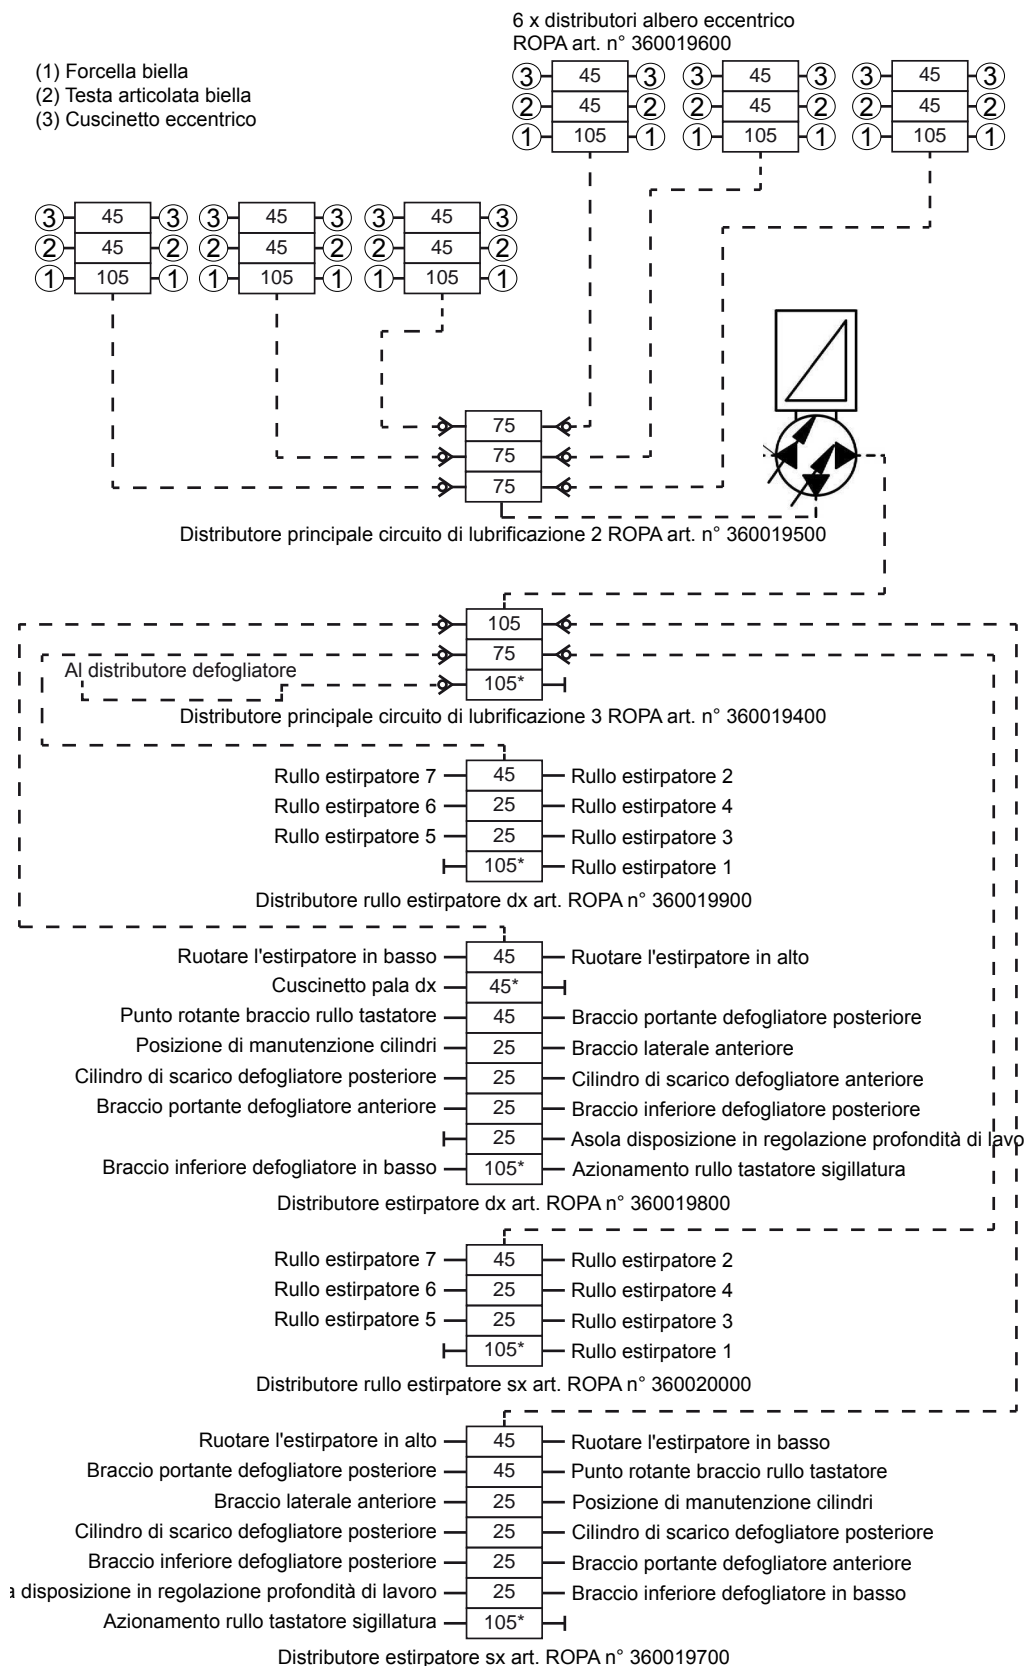 6 x distributori albero eccentrico
ROPA art. n° 360019600
(1) Forcella biella
(2) Testa articolata biella
(3) Cuscinetto eccentrico
3 45 3 3 45 3 3 45 3
2 45 2 2 45 2 2 45 2
1 105 1 1 105 1 1 105 1
3 45 3 3 45 3 3 45 3
2 45 2 2 45 2 2 45 2
1 105 1 1 105 1 1 105 1
75
75
75
Distributore principale circuito di lubrificazione 2 ROPA art. n° 360019500
105
75
Al distributore defogliatore
105*
Distributore principale circuito di lubrificazione 3 ROPA art. n° 360019400
Rullo estirpatore 7 45 Rullo estirpatore 2
Rullo estirpatore 6 25 Rullo estirpatore 4
Rullo estirpatore 5 25 Rullo estirpatore 3
105* Rullo estirpatore 1
Distributore rullo estirpatore dx art. ROPA n° 360019900
Ruotare l'estirpatore in basso 45 Ruotare l'estirpatore in alto
Cuscinetto pala dx 45*
Punto rotante braccio rullo tastatore 45 Braccio portante defogliatore posteriore
Posizione di manutenzione cilindri 25 Braccio laterale anteriore
Cilindro di scarico defogliatore posteriore 25 Cilindro di scarico defogliatore anteriore
Braccio portante defogliatore anteriore 25 Braccio inferiore defogliatore posteriore
25 Asola disposizione in regolazione profondità di lavo
Braccio inferiore defogliatore in basso 105* Azionamento rullo tastatore sigillatura
Distributore estirpatore dx art. ROPA n° 360019800
Rullo estirpatore 7 45 Rullo estirpatore 2
Rullo estirpatore 6 25 Rullo estirpatore 4
Rullo estirpatore 5 25 Rullo estirpatore 3
105* Rullo estirpatore 1
Distributore rullo estirpatore sx art. ROPA n° 360020000
Ruotare l'estirpatore in alto 45 Ruotare l'estirpatore in basso
Braccio portante defogliatore posteriore 45 Punto rotante braccio rullo tastatore
Braccio laterale anteriore 25 Posizione di manutenzione cilindri
Cilindro di scarico defogliatore posteriore 25 Cilindro di scarico defogliatore posteriore
Braccio inferiore defogliatore posteriore 25 Braccio portante defogliatore anteriore
a disposizione in regolazione profondità di lavoro 25 Braccio inferiore defogliatore in basso
Azionamento rullo tastatore sigillatura 105*
Distributore estirpatore sx art. ROPA n° 360019700